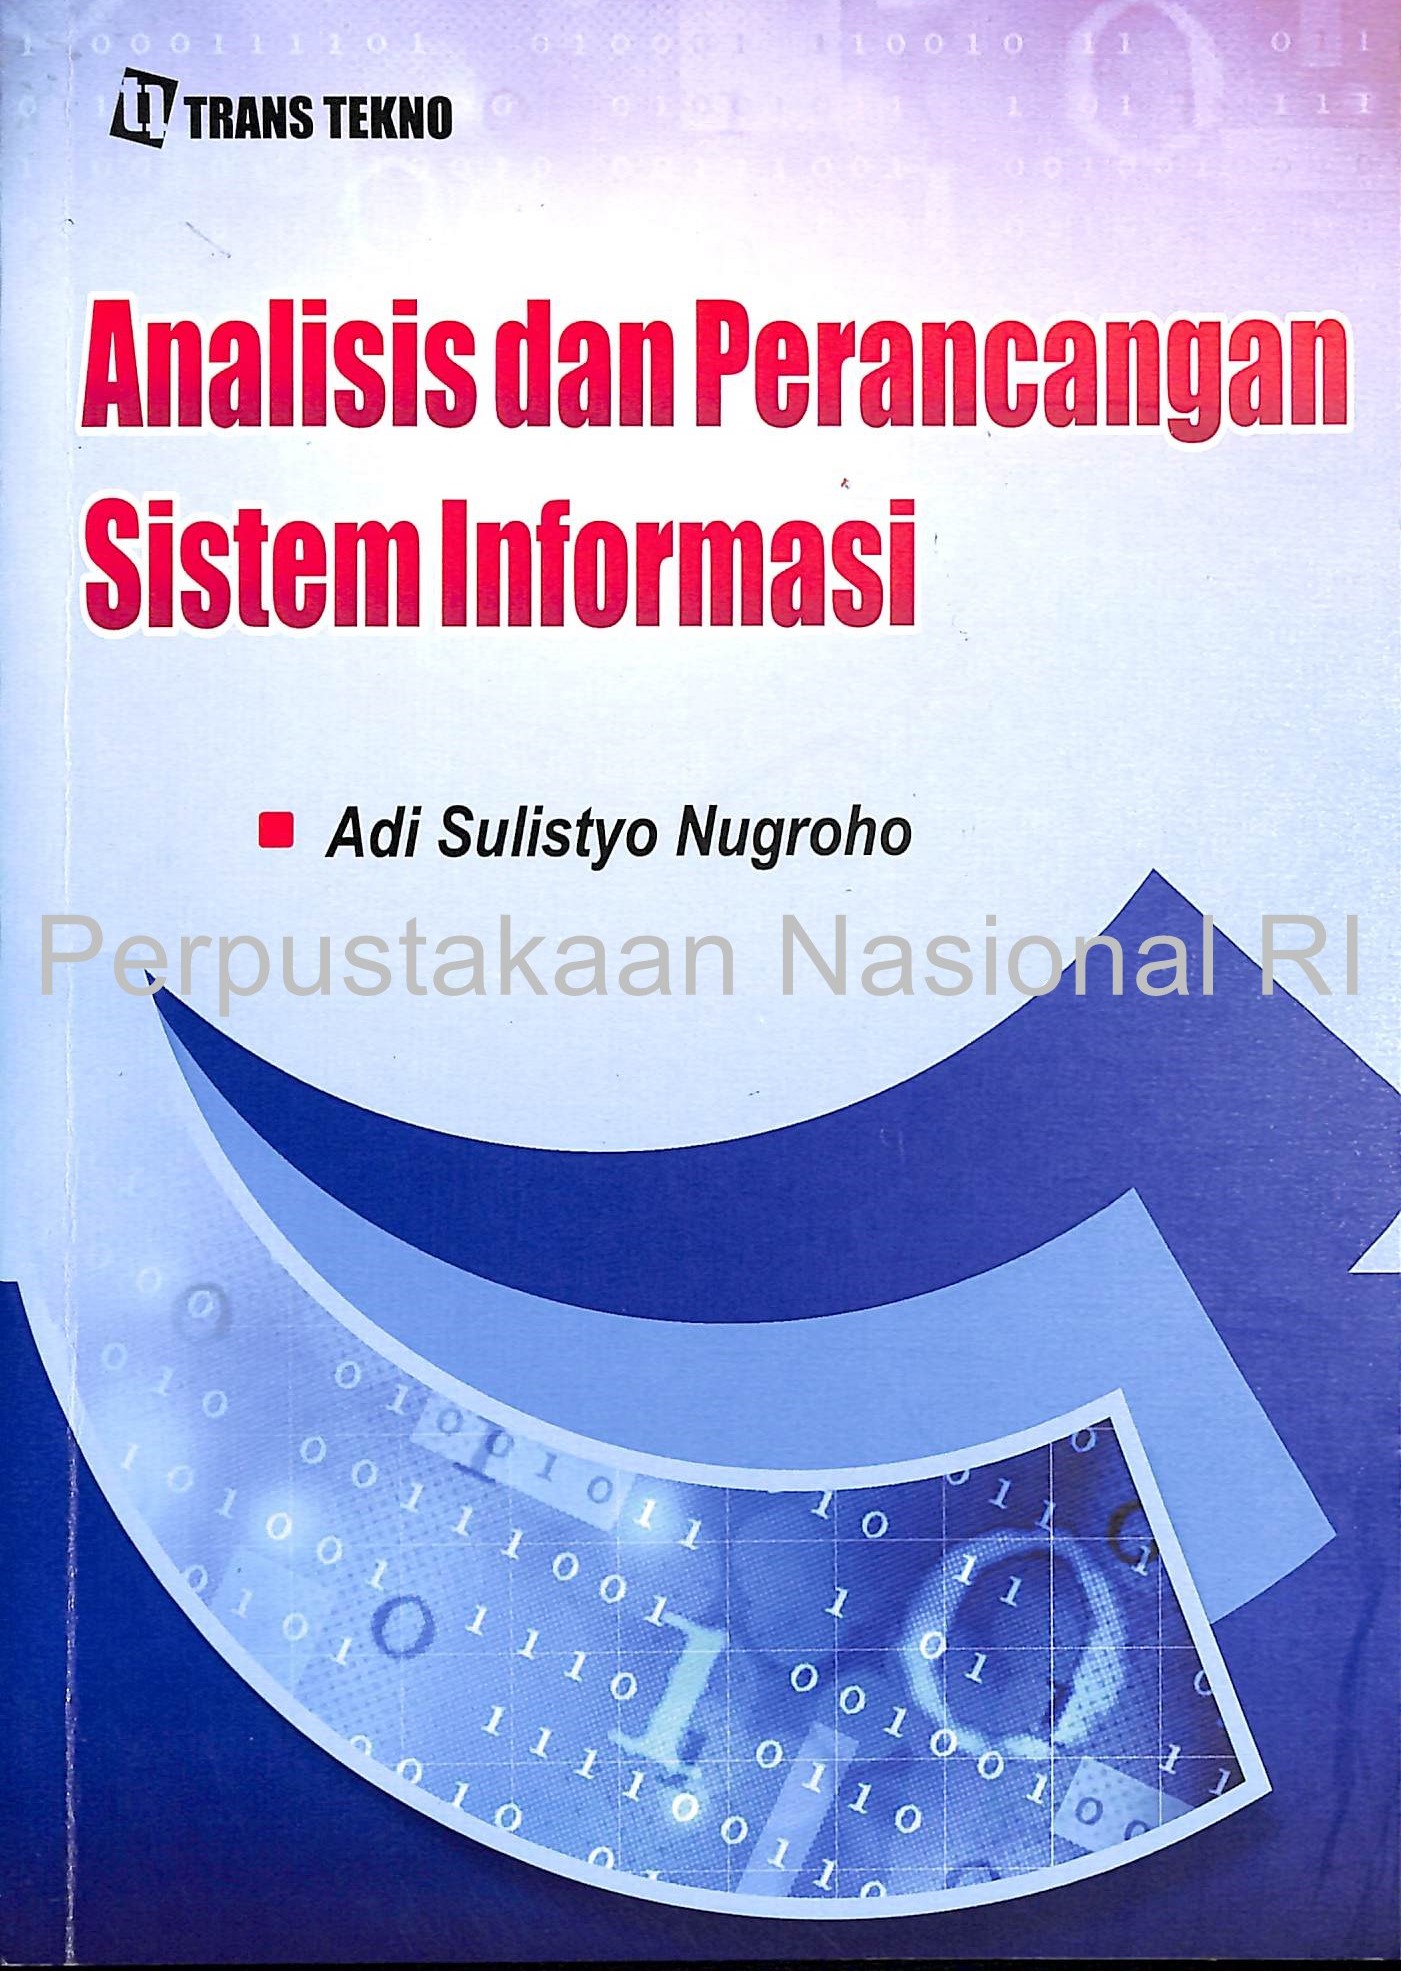 TRANS TEKNO
Analisis dan Perancangan
Sistem Informasi
Adi Sulistyo Nugroho
Perpustakaan Nasional RI